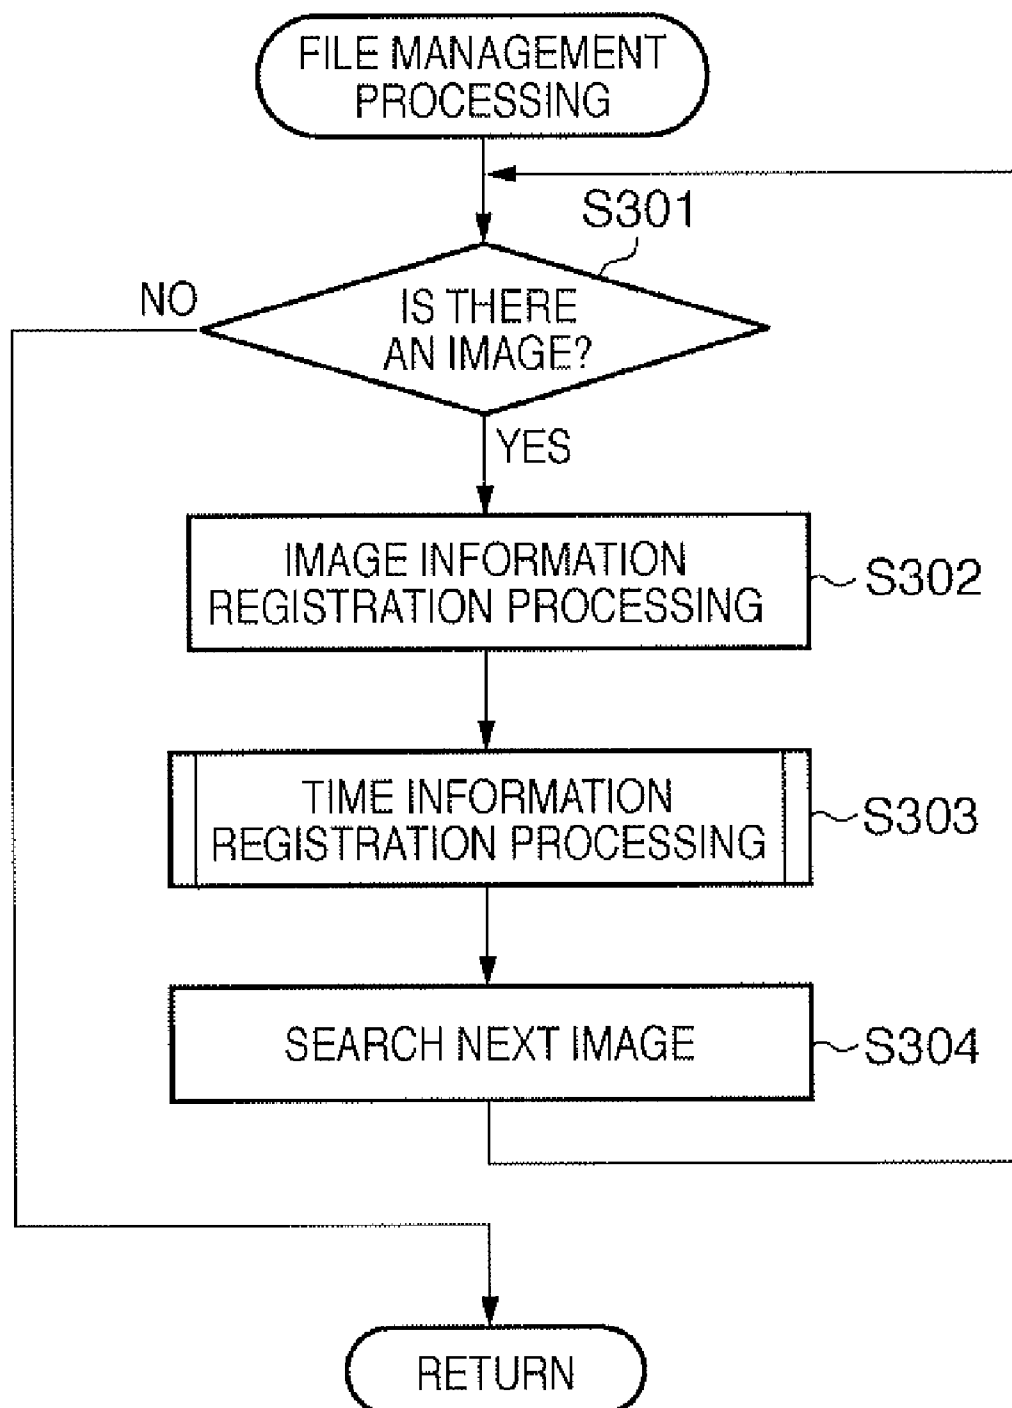 FILE MANAGEMENT
PROCESSING
S301
NO
IS THERE
AN IMAGE?
YES
IMAGE INFORMATION
REGISTRATION PROCESSING
S302
TIME INFORMATION
REGISTRATION PROCESSING
S303
SEARCH NEXT IMAGE
S304
RETURN